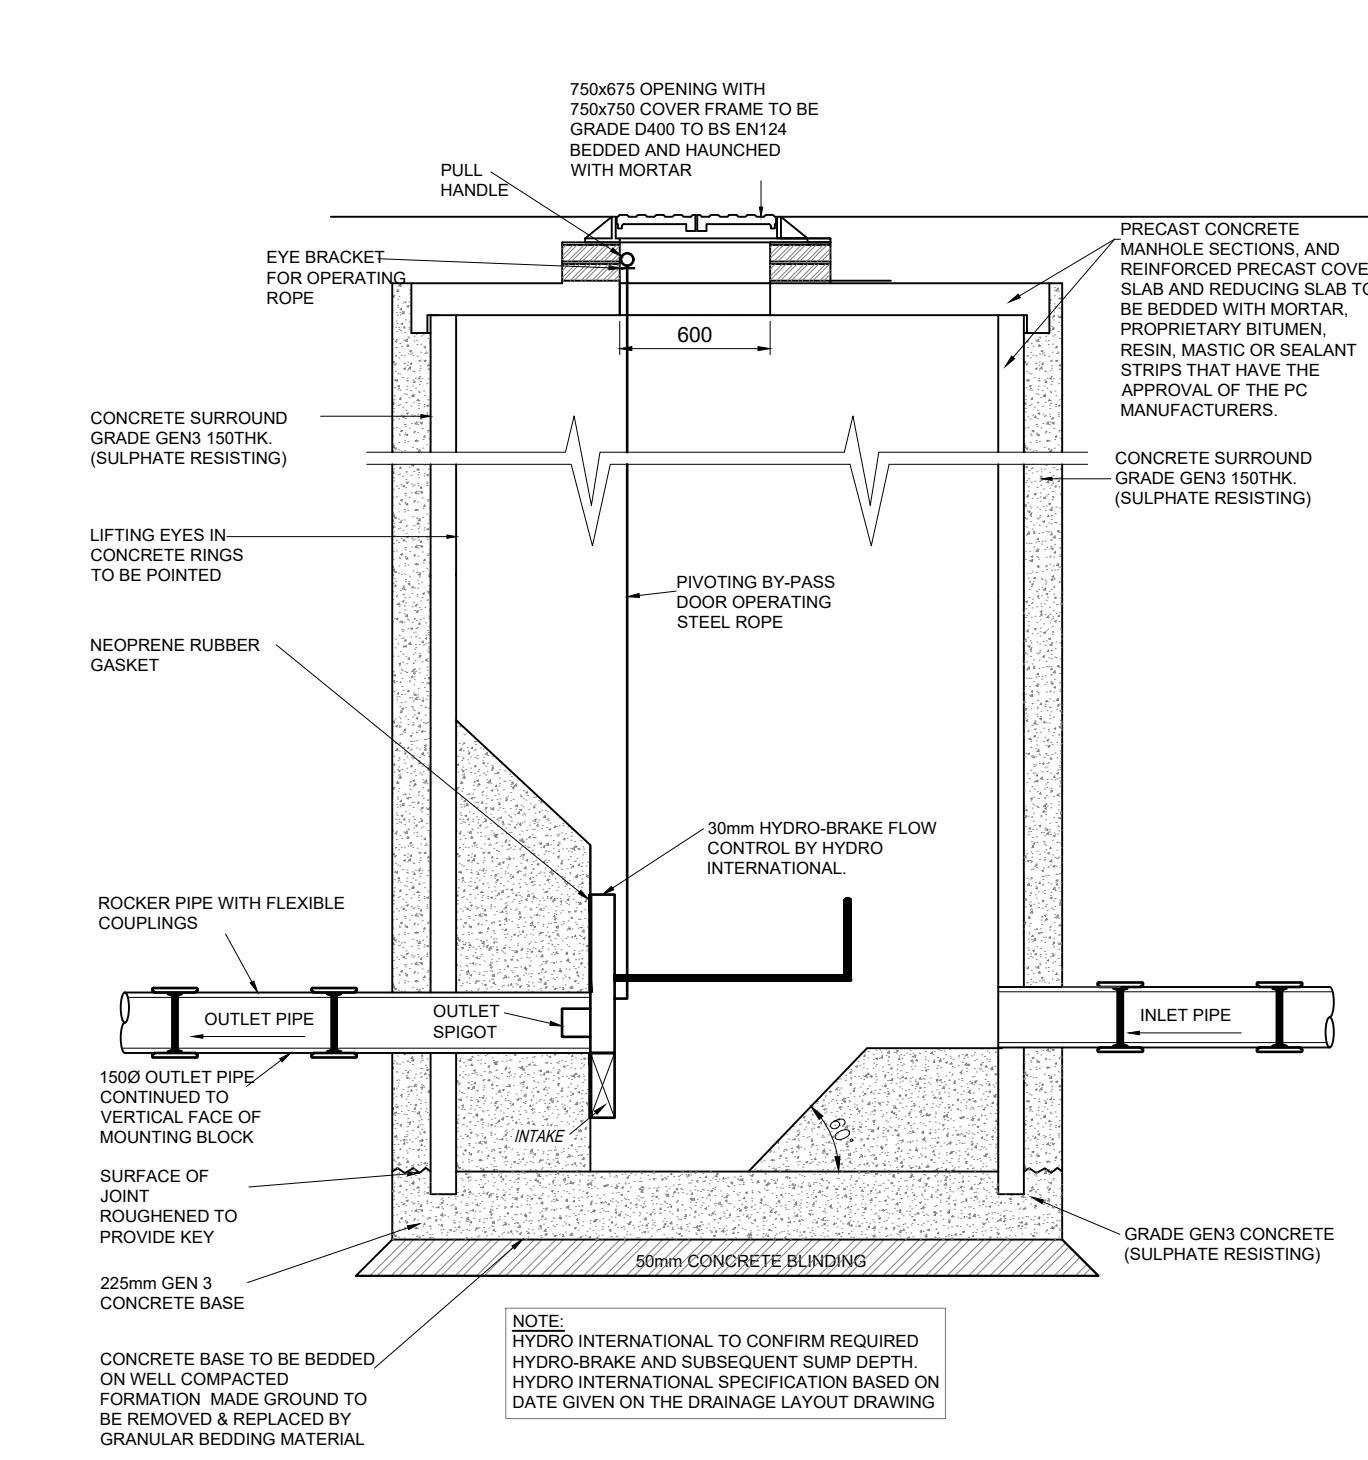 750x675 OPENING WITH
750x750 COVER FRAME TO BE
GRADE D400 TO BS EN124
BEDDED AND HAUNCHED
WITH MORTAR
PULL
HANDLE
EYE BRACKET
FOR OPERATING
ROPE
PRECAST CONCRETE
MANHOLE SECTIONS, AND
REINFORCED PRECAST COVE
SLAB AND REDUCING SLAB TO
BE BEDDED WITH MORTAR,
PROPRIETARY BITUMEN,
RESIN, MASTIC OR SEALANT
STRIPS THAT HAVE THE
APPROVAL OF THE PC
MANUFACTURERS.
600
CONCRETE SURROUND
GRADE GEN3 150THK.
(SULPHATE RESISTING)
CONCRETE SURROUND
GRADE GEN3 150THK.
(SULPHATE RESISTING)
LIFTING EYES IN
CONCRETE RINGS
TO BE POINTED
PIVOTING BY-PASS
DOOR OPERATING
STEEL ROPE
NEOPRENE RUBBER
GASKET
30mm HYDRO-BRAKE FLOW
CONTROL BY HYDRO
INTERNATIONAL.
ROCKER PIPE WITH FLEXIBLE
COUPLINGS
OUTLET PIPE
OUTLET
SPIGOT
INLET PIPE
150Ø OUTLET PIPE
CONTINUED TO
VERTICAL FACE OF
MOUNTING BLOCK
INTAKE
60°
SURFACE OF
JOINT
ROUGHENED TO
PROVIDE KEY
GRADE GEN3 CONCRETE
(SULPHATE RESISTING)
50mm CONCRETE BLINDING
225mm GEN 3
CONCRETE BASE
NOTE:
HYDRO INTERNATIONAL TO CONFIRM REQUIRED
HYDRO-BRAKE AND SUBSEQUENT SUMP DEPTH.
HYDRO INTERNATIONAL SPECIFICATION BASED ON
DATE GIVEN ON THE DRAINAGE LAYOUT DRAWING
CONCRETE BASE TO BE BEDDED
ON WELL COMPACTED
FORMATION MADE GROUND TO
BE REMOVED & REPLACED BY
GRANULAR BEDDING MATERIAL